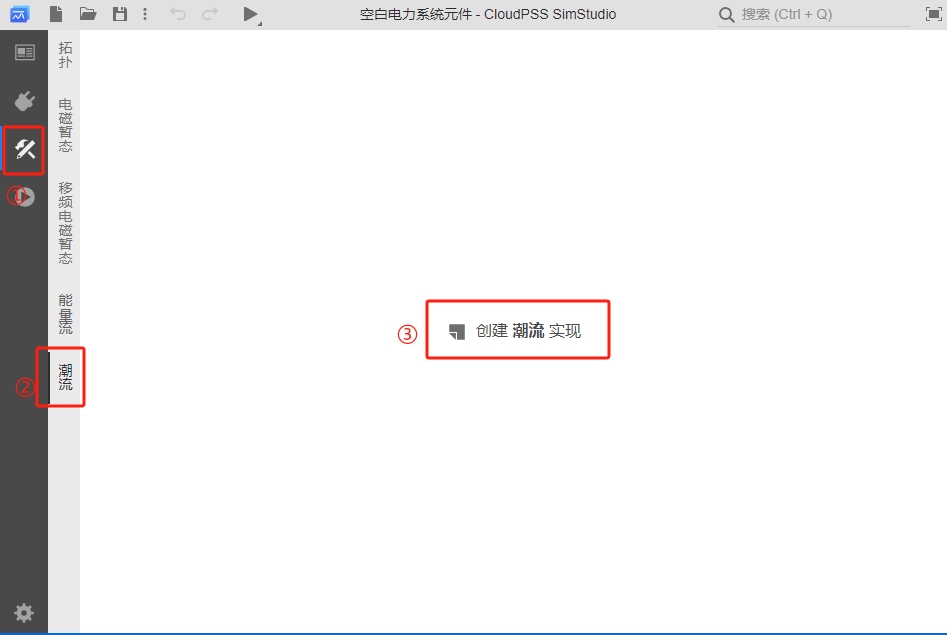 空白电力系统元件 - CloudPSS SimStudio
搜索 (Ctrl + Q)
拓扑
电磁暂态
移频电磁暂态
能量流
潮流
①
②
③
创建 潮流 实现